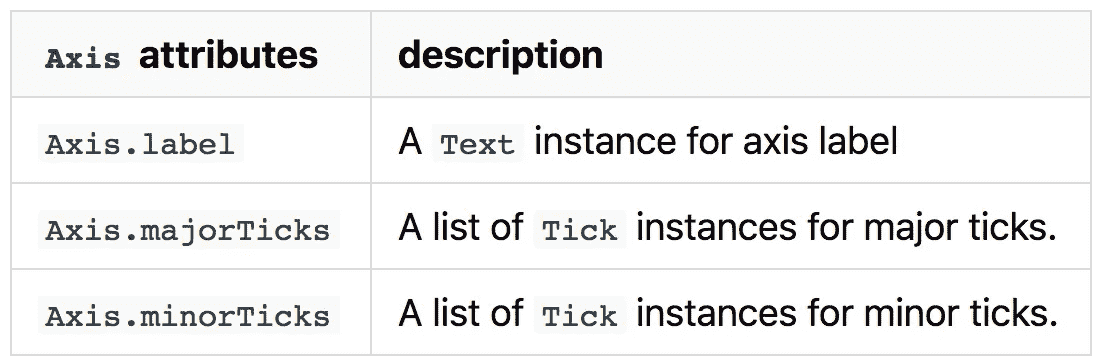 Axis attributes description
Axis.label A Text instance for axis label
Axis.majorTicks A list of Tick instances for major ticks.
Axis.minorTicks A list of Tick instances for minor ticks.